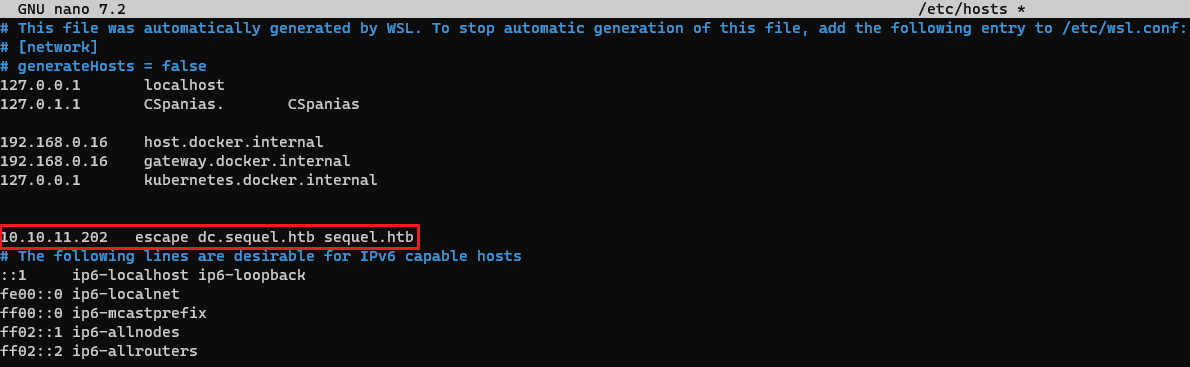 GNU nano 7.2 /etc/hosts *
# This file was automatically generated by WSL. To stop automatic generation of this file, add the following entry to /etc/wsl.conf:
# [network]
# generateHosts = false
127.0.0.1 localhost
127.0.1.1 CSpanias. CSpanias
192.168.0.16 host.docker.internal
192.168.0.16 gateway.docker.internal
127.0.0.1 kubernetes.docker.internal
10.10.11.202 escape dc.sequel.htb sequel.htb
# The following lines are desirable for IPv6 capable hosts
::1 ip6-localhost ip6-loopback
fe00::0 ip6-localnet
ff00::0 ip6-mcastprefix
ff02::1 ip6-allnodes
ff02::2 ip6-allrouters